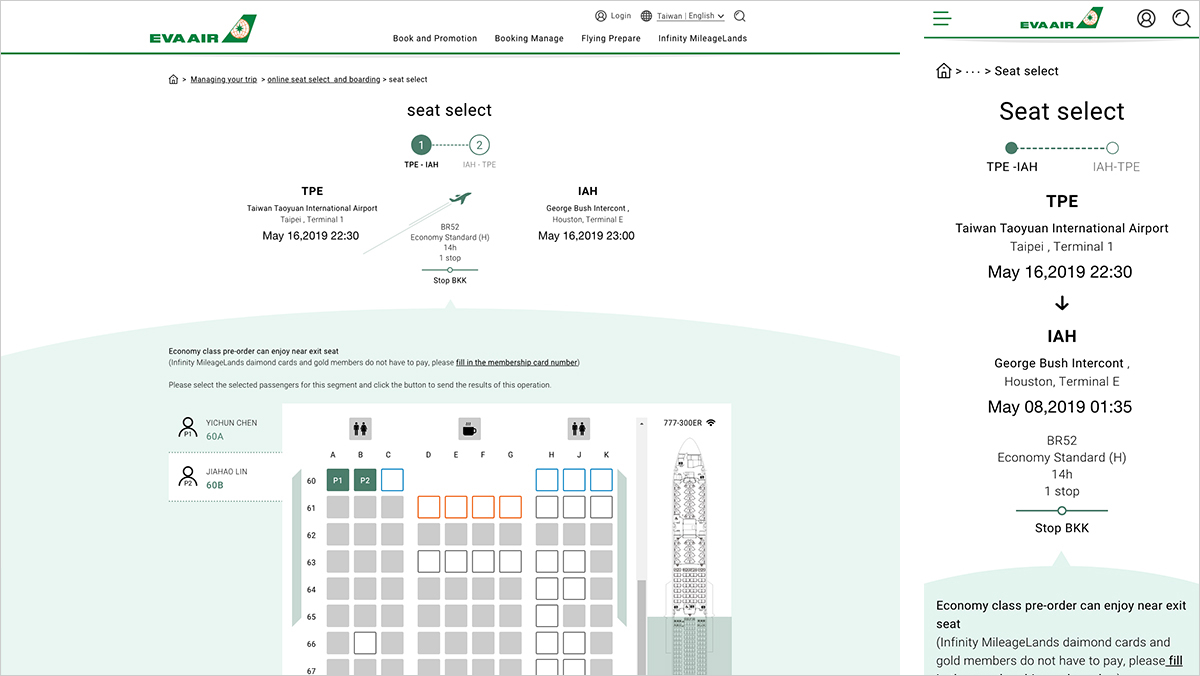 EVA AIR
Login
Taiwan | English
Book and Promotion Booking Manage Flying Prepare Infinity MileageLands
> Managing your trip > online seat select and boarding > seat select
seat select
1 2
TPE - IAH IAH - TPE
TPE
Taiwan Taoyuan International Airport
Taipei , Terminal 1
May 16,2019 22:30
BR52
Economy Standard (H)
14h
1 stop
Stop BKK
IAH
George Bush Intercont ,
Houston, Terminal E
May 16,2019 23:00
Economy class pre-order can enjoy near exit seat
(Infinity MileageLands daimond cards and gold members do not have to pay, please fill in the membership card number)
Please select the selected passengers for this segment and click the button to send the results of this operation.
P1
YICHUN CHEN
60A
P2
JIAHAO LIN
60B
777-300ER
A B C D E F G H J K
60 P1 P2
61
62
63
64
65
66
67
EVA AIR
> ··· > Seat select
Seat select
TPE -IAH IAH-TPE
TPE
Taiwan Taoyuan International Airport
Taipei , Terminal 1
May 16,2019 22:30
IAH
George Bush Intercont ,
Houston, Terminal E
May 08,2019 01:35
BR52
Economy Standard (H)
14h
1 stop
Stop BKK
Economy class pre-order can enjoy near exit
seat
(Infinity MileageLands daimond cards and
gold members do not have to pay, please fill